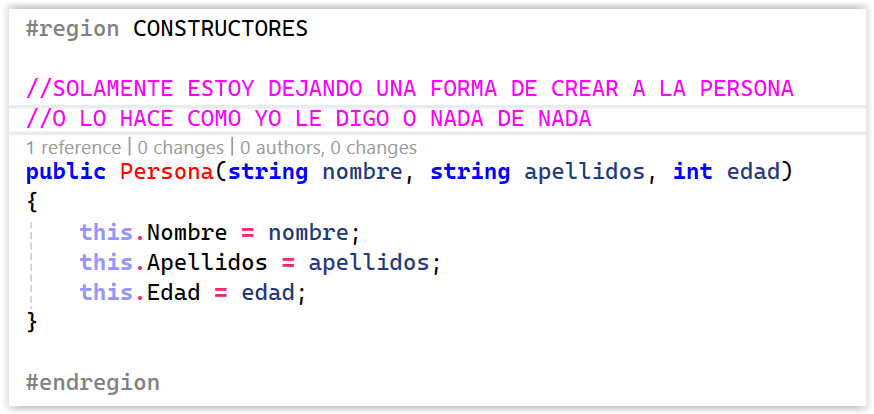 #region CONSTRUCTORES
//SOLAMENTE ESTOY DEJANDO UNA FORMA DE CREAR A LA PERSONA
//O LO HACE COMO YO LE DIGO O NADA DE NADA
1 reference | 0 changes | 0 authors, 0 changes
public Persona(string nombre, string apellidos, int edad)
{
    this.Nombre = nombre;
    this.Apellidos = apellidos;
    this.Edad = edad;
}
#endregion